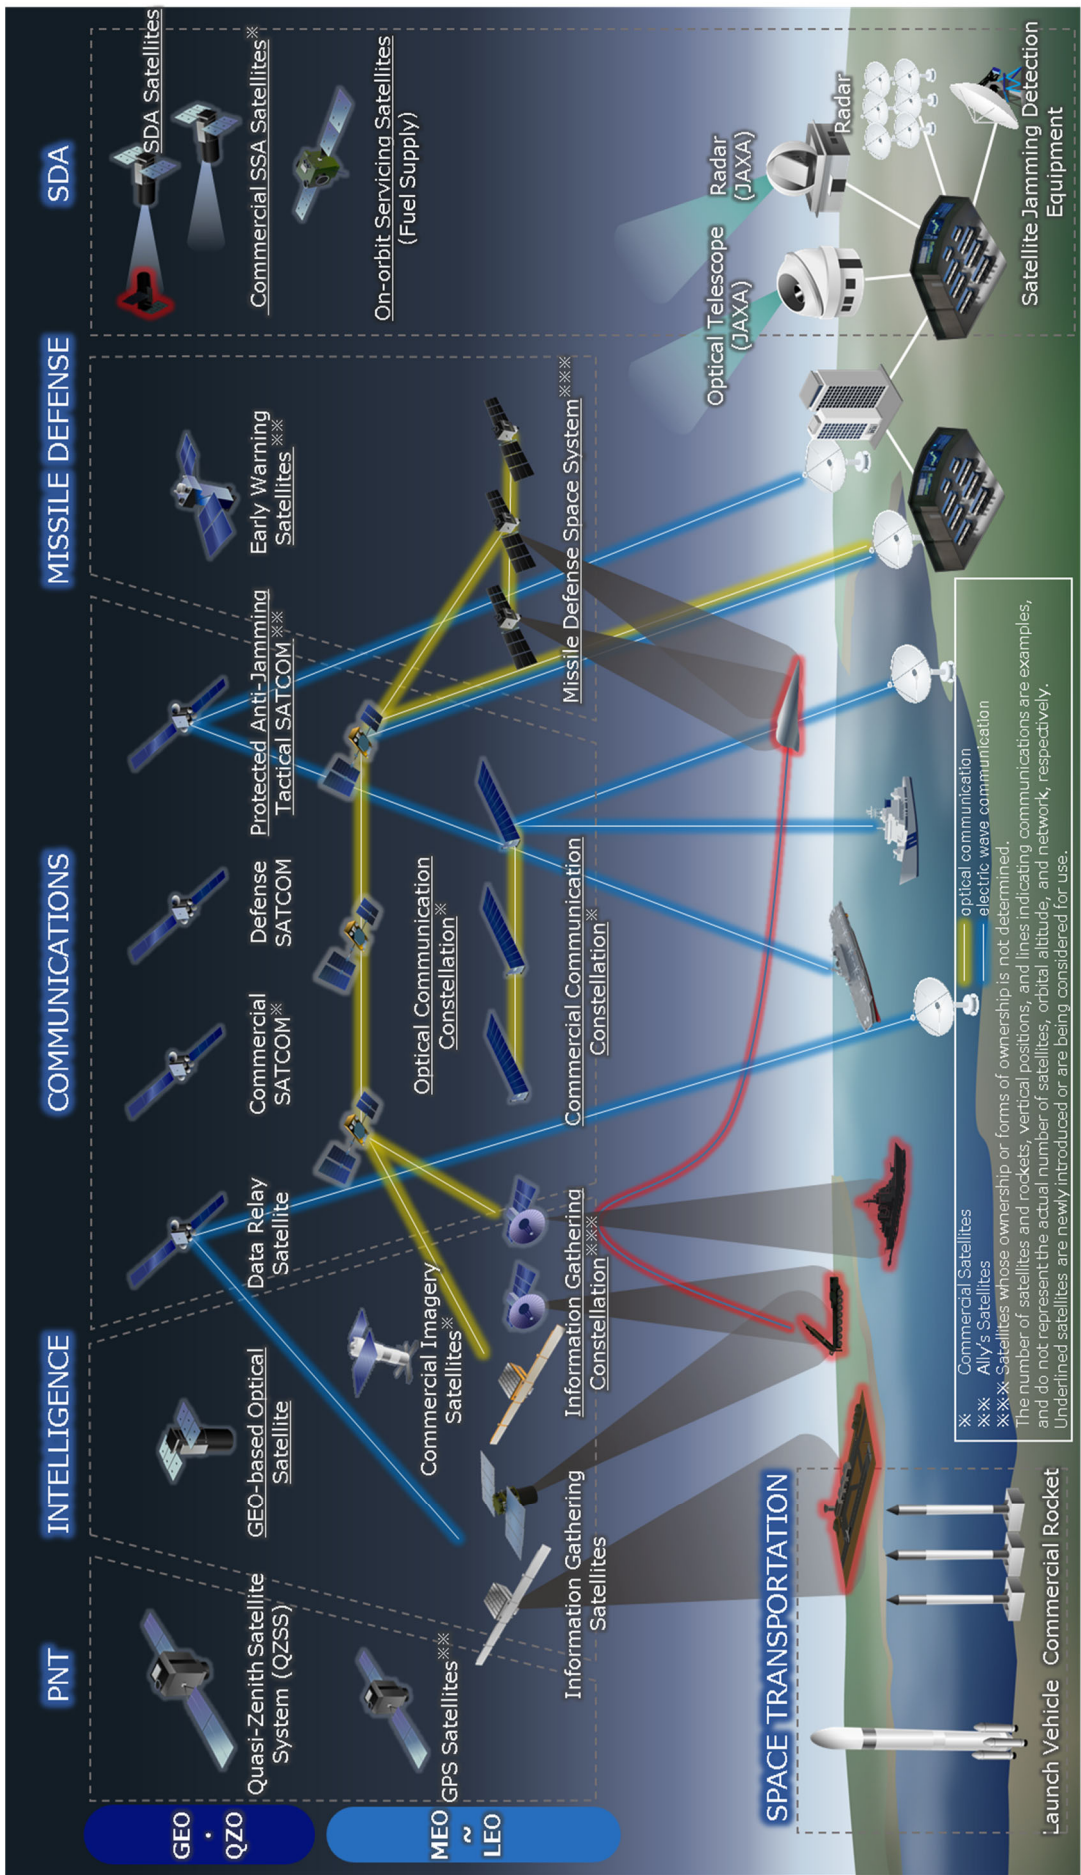 PNT
INTELLIGENCE
COMMUNICATIONS
MISSILE DEFENSE
SDA
GEO
・
QZO
Quasi-Zenith Satellite
System (QZSS)
GEO-based Optical
Satellite
Data Relay
Satellite
Commercial
SATCOM※
Defense
SATCOM
Protected Anti-Jamming
Tactical SATCOM※※
Early Warning
Satellites※※
SDA Satellites
Commercial SSA Satellites※
On-orbit Servicing Satellites
(Fuel Supply)
MEO
~
LEO
GPS Satellites※※
Commercial Imagery
Satellites※
Optical Communication
Constellation※
Information Gathering
Satellites
Information Gathering
Constellation※※※
Commercial Communication
Constellation※
Missile Defense Space System※※※
Optical Telescope
(JAXA)
Radar
(JAXA)
Radar
Satellite Jamming Detection
Equipment
SPACE TRANSPORTATION
Launch Vehicle
Commercial Rocket
optical communication
electric wave communication
※ Commercial Satellites
※※ Ally's Satellites
※※※ Satellites whose ownership or forms of ownership is not determined.
The number of satellites and rockets, vertical positions, and lines indicating communications are examples,
and do not represent the actual number of satellites, orbital altitude, and network, respectively.
Underlined satellites are newly introduced or are being considered for use.